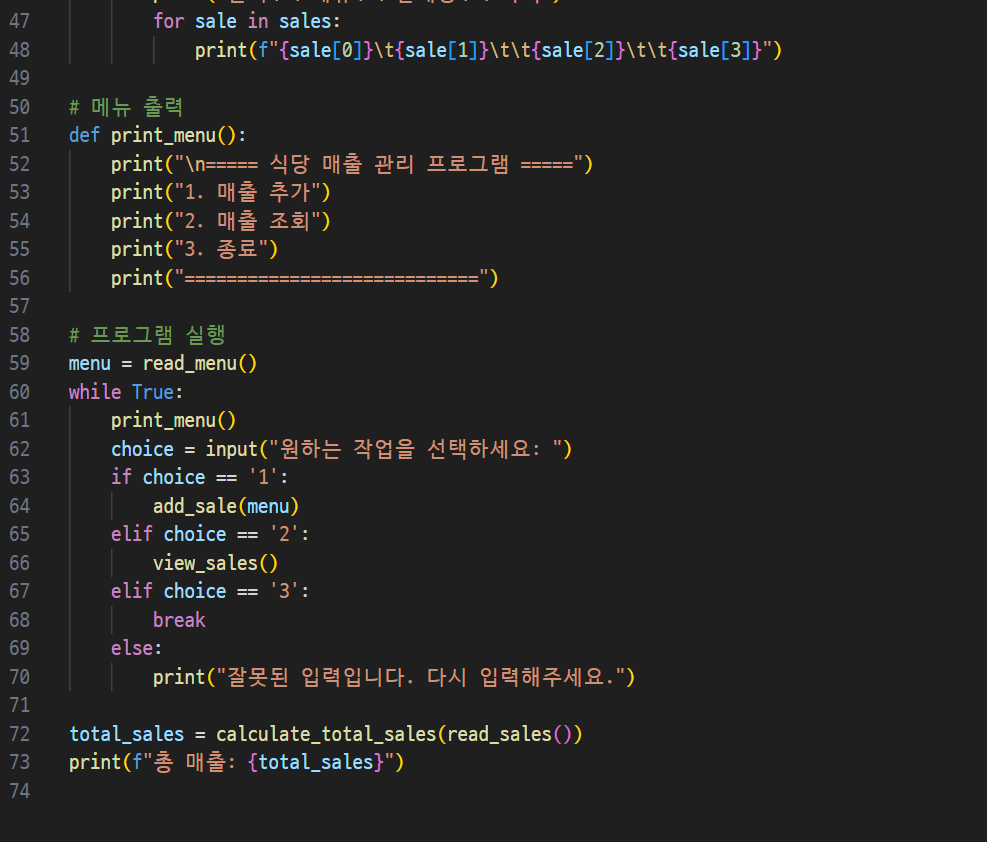 47 for sale in sales:
48 print(f"{sale[0]}\t{sale[1]}\t\t{sale[2]}\t\t{sale[3]}")
49
50 # 메뉴 출력
51 def print_menu():
52 print("\n===== 식당 매출 관리 프로그램 =====")
53 print("1. 매출 추가")
54 print("2. 매출 조회")
55 print("3. 종료")
56 print("============================")
57
58 # 프로그램 실행
59 menu = read_menu()
60 while True:
61 print_menu()
62 choice = input("원하는 작업을 선택하세요: ")
63 if choice == '1':
64 add_sale(menu)
65 elif choice == '2':
66 view_sales()
67 elif choice == '3':
68 break
69 else:
70 print("잘못된 입력입니다. 다시 입력해주세요.")
71
72 total_sales = calculate_total_sales(read_sales())
73 print(f"총 매출: {total_sales}")
74